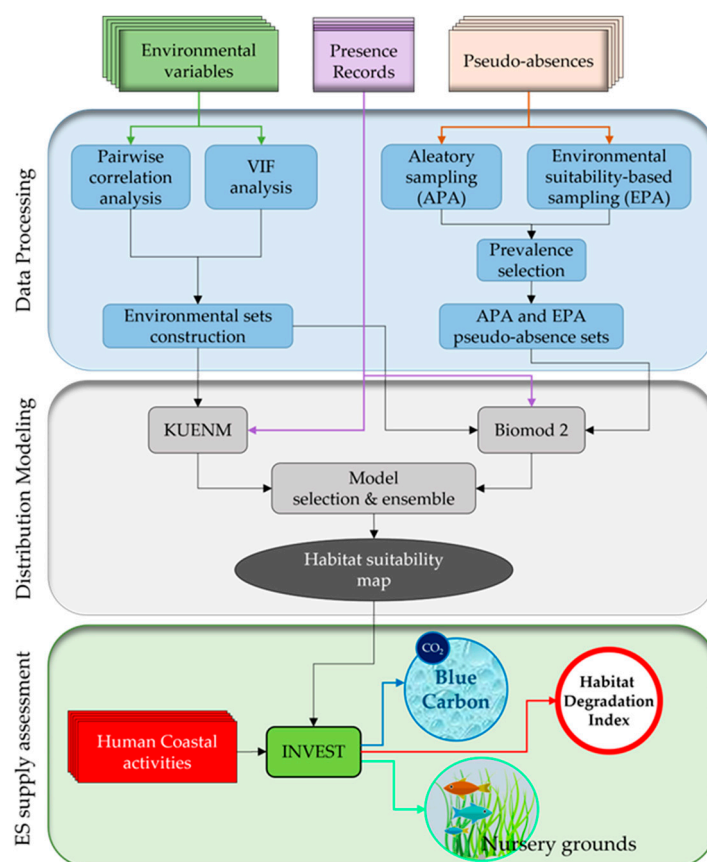 Environmental
variables
Presence
Records
Pseudo-absences
Data Processing
Pairwise
correlation
analysis
VIF
analysis
Aleatory
sampling
(APA)
Environmental
suitability-based
sampling (EPA)
Prevalence
selection
Environmental sets
construction
APA and EPA
pseudo-absence sets
Distribution Modeling
KUENM
Biomod 2
Model
selection & ensemble
Habitat suitability
map
ES supply assessment
Human Coastal
activities
INVEST
CO2
Blue
Carbon
Habitat
Degradation
Index
Nursery grounds